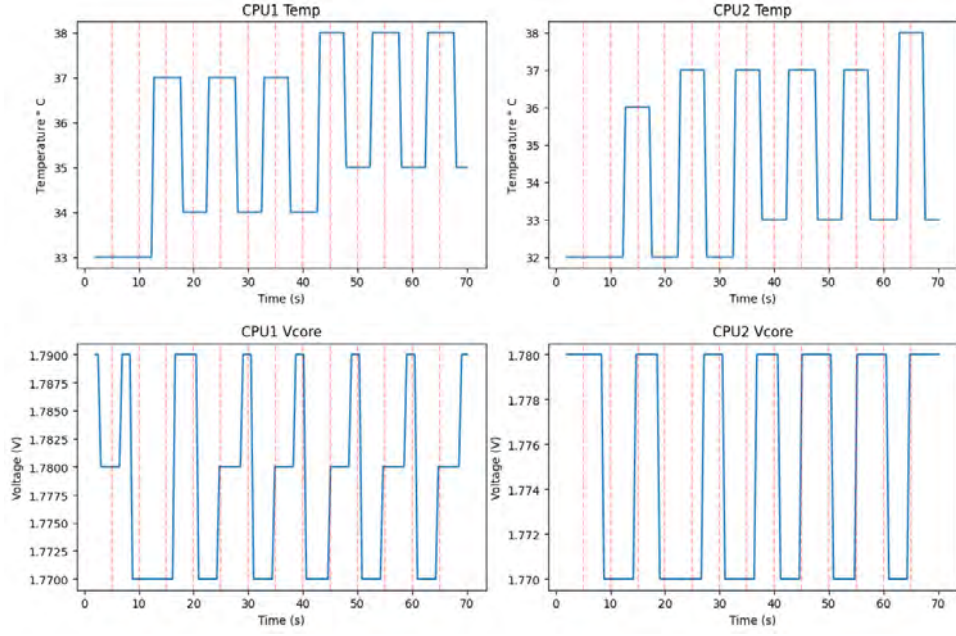 CPU1 Temp
38
37
36
35
34
33
Temperature ° C
0 10 20 30 40 50 60 70
Time (s)
CPU2 Temp
38
37
36
35
34
33
32
Temperature ° C
0 10 20 30 40 50 60 70
Time (s)
CPU1 Vcore
1.7900
1.7875
1.7850
1.7825
1.7800
1.7775
1.7750
1.7725
1.7700
Voltage (V)
0 10 20 30 40 50 60 70
Time (s)
CPU2 Vcore
1.780
1.778
1.776
1.774
1.772
1.770
Voltage (V)
0 10 20 30 40 50 60 70
Time (s)